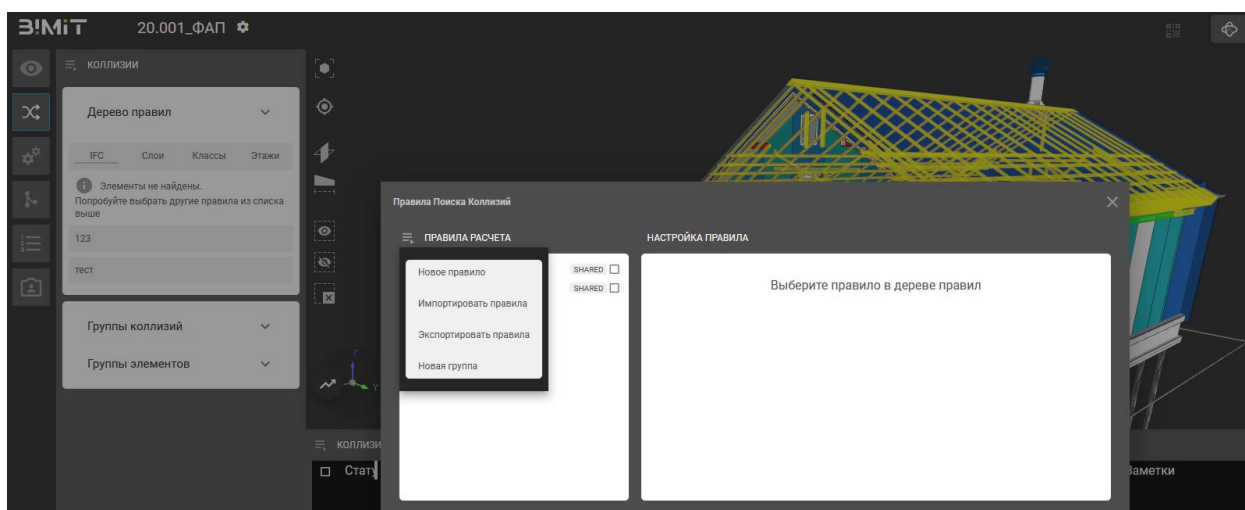 B!MiT
20.001_ФАП
КОЛЛИЗИИ
Дерево правил
IFC Слои Классы Этажи
Элементы не найдены.
Попробуйте выбрать другие правила из списка
выше
123
тест
Группы коллизий
Группы элементов
Z
Y
Правила Поиска Коллизий
ПРАВИЛА РАСЧЕТА
НАСТРОЙКА ПРАВИЛА
Новое правило
Импортировать правила
Экспортировать правила
Новая группа
SHARED
SHARED
Выберите правило в дереве правил
КОЛЛИЗИ
Стату
Заметки